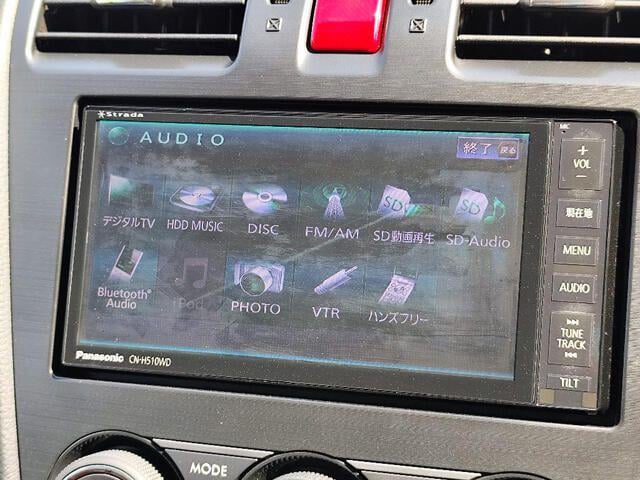 Strada
MIC
AUDIO
終了 戻る
デジタルTV
HDD MUSIC
DISC
FM/AM
SD動画再生
SD-Audio
Bluetooth®
Audio
iPod
PHOTO
VTR
ハンズフリー
+
VOL
−
現在地
MENU
AUDIO
TUNE
TRACK
TILT
Panasonic CN-H510WD
MODE